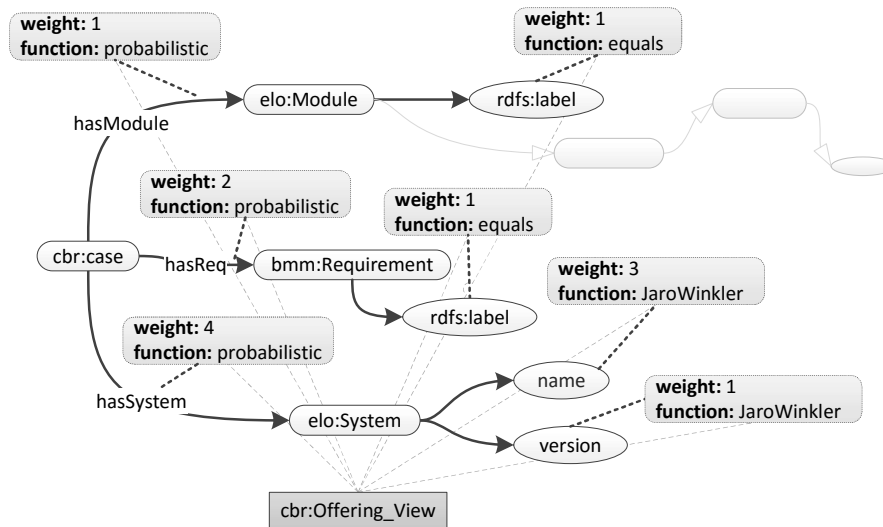 weight: 1
function: probabilistic
weight: 1
function: equals
elo:Module
rdfs:label
hasModule
weight: 2
function: probabilistic
weight: 1
function: equals
cbr:case
hasReq
bmm:Requirement
weight: 3
function: JaroWinkler
rdfs:label
weight: 4
function: probabilistic
name
weight: 1
function: JaroWinkler
hasSystem
elo:System
version
cbr:Offering_View